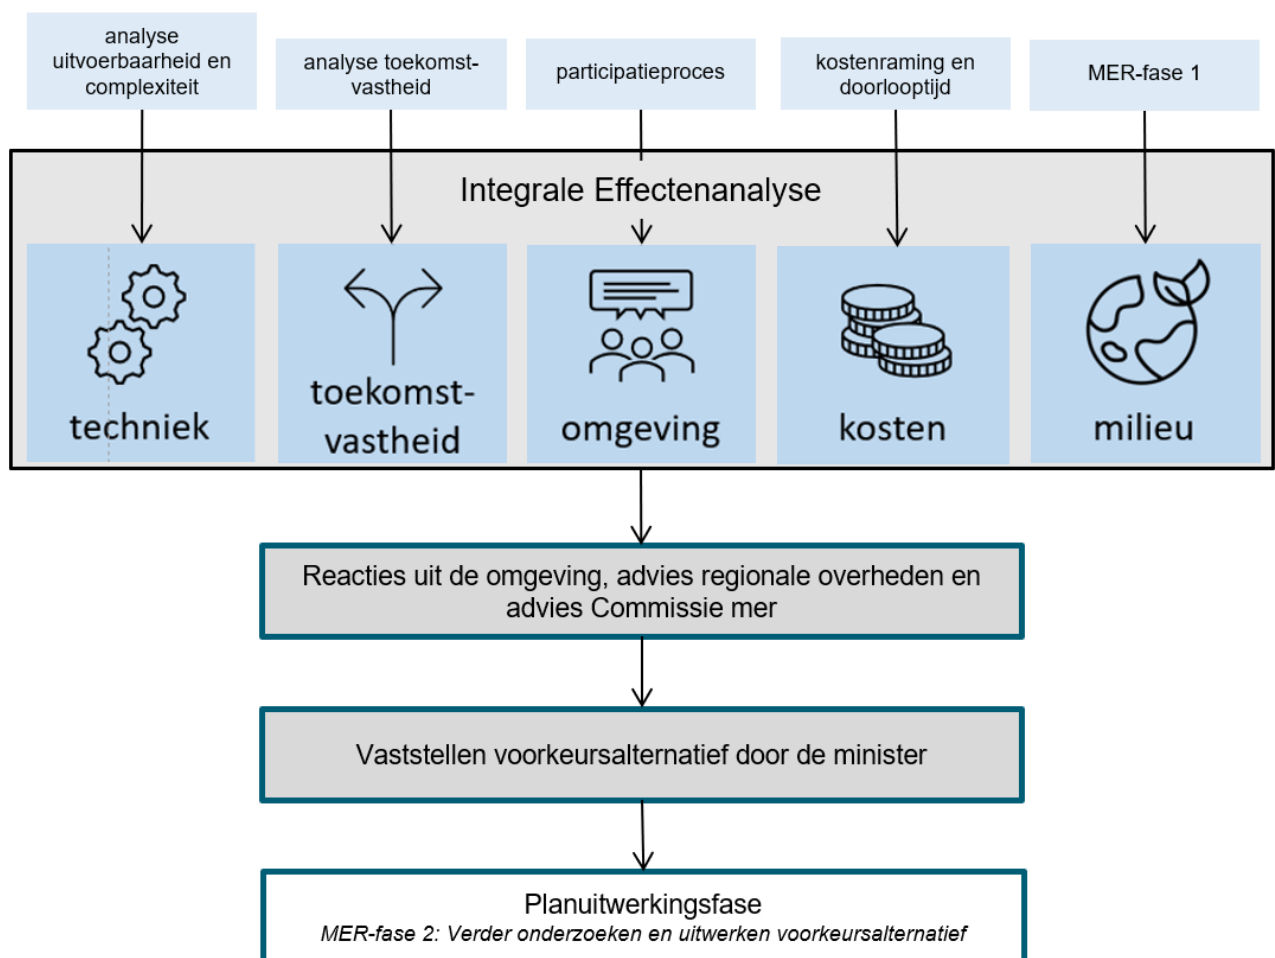 analyse
uitvoerbaarheid en
complexiteit
analyse toekomst-
vastheid
participatieproces
kostenraming en
doorlooptijd
MER-fase 1
Integrale Effectenanalyse
techniek
toekomst-
vastheid
omgeving
kosten
milieu
Reacties uit de omgeving, advies regionale overheden en
advies Commissie mer
Vaststellen voorkeursalternatief door de minister
Planuitwerkingsfase
MER-fase 2: Verder onderzoeken en uitwerken voorkeursalternatief